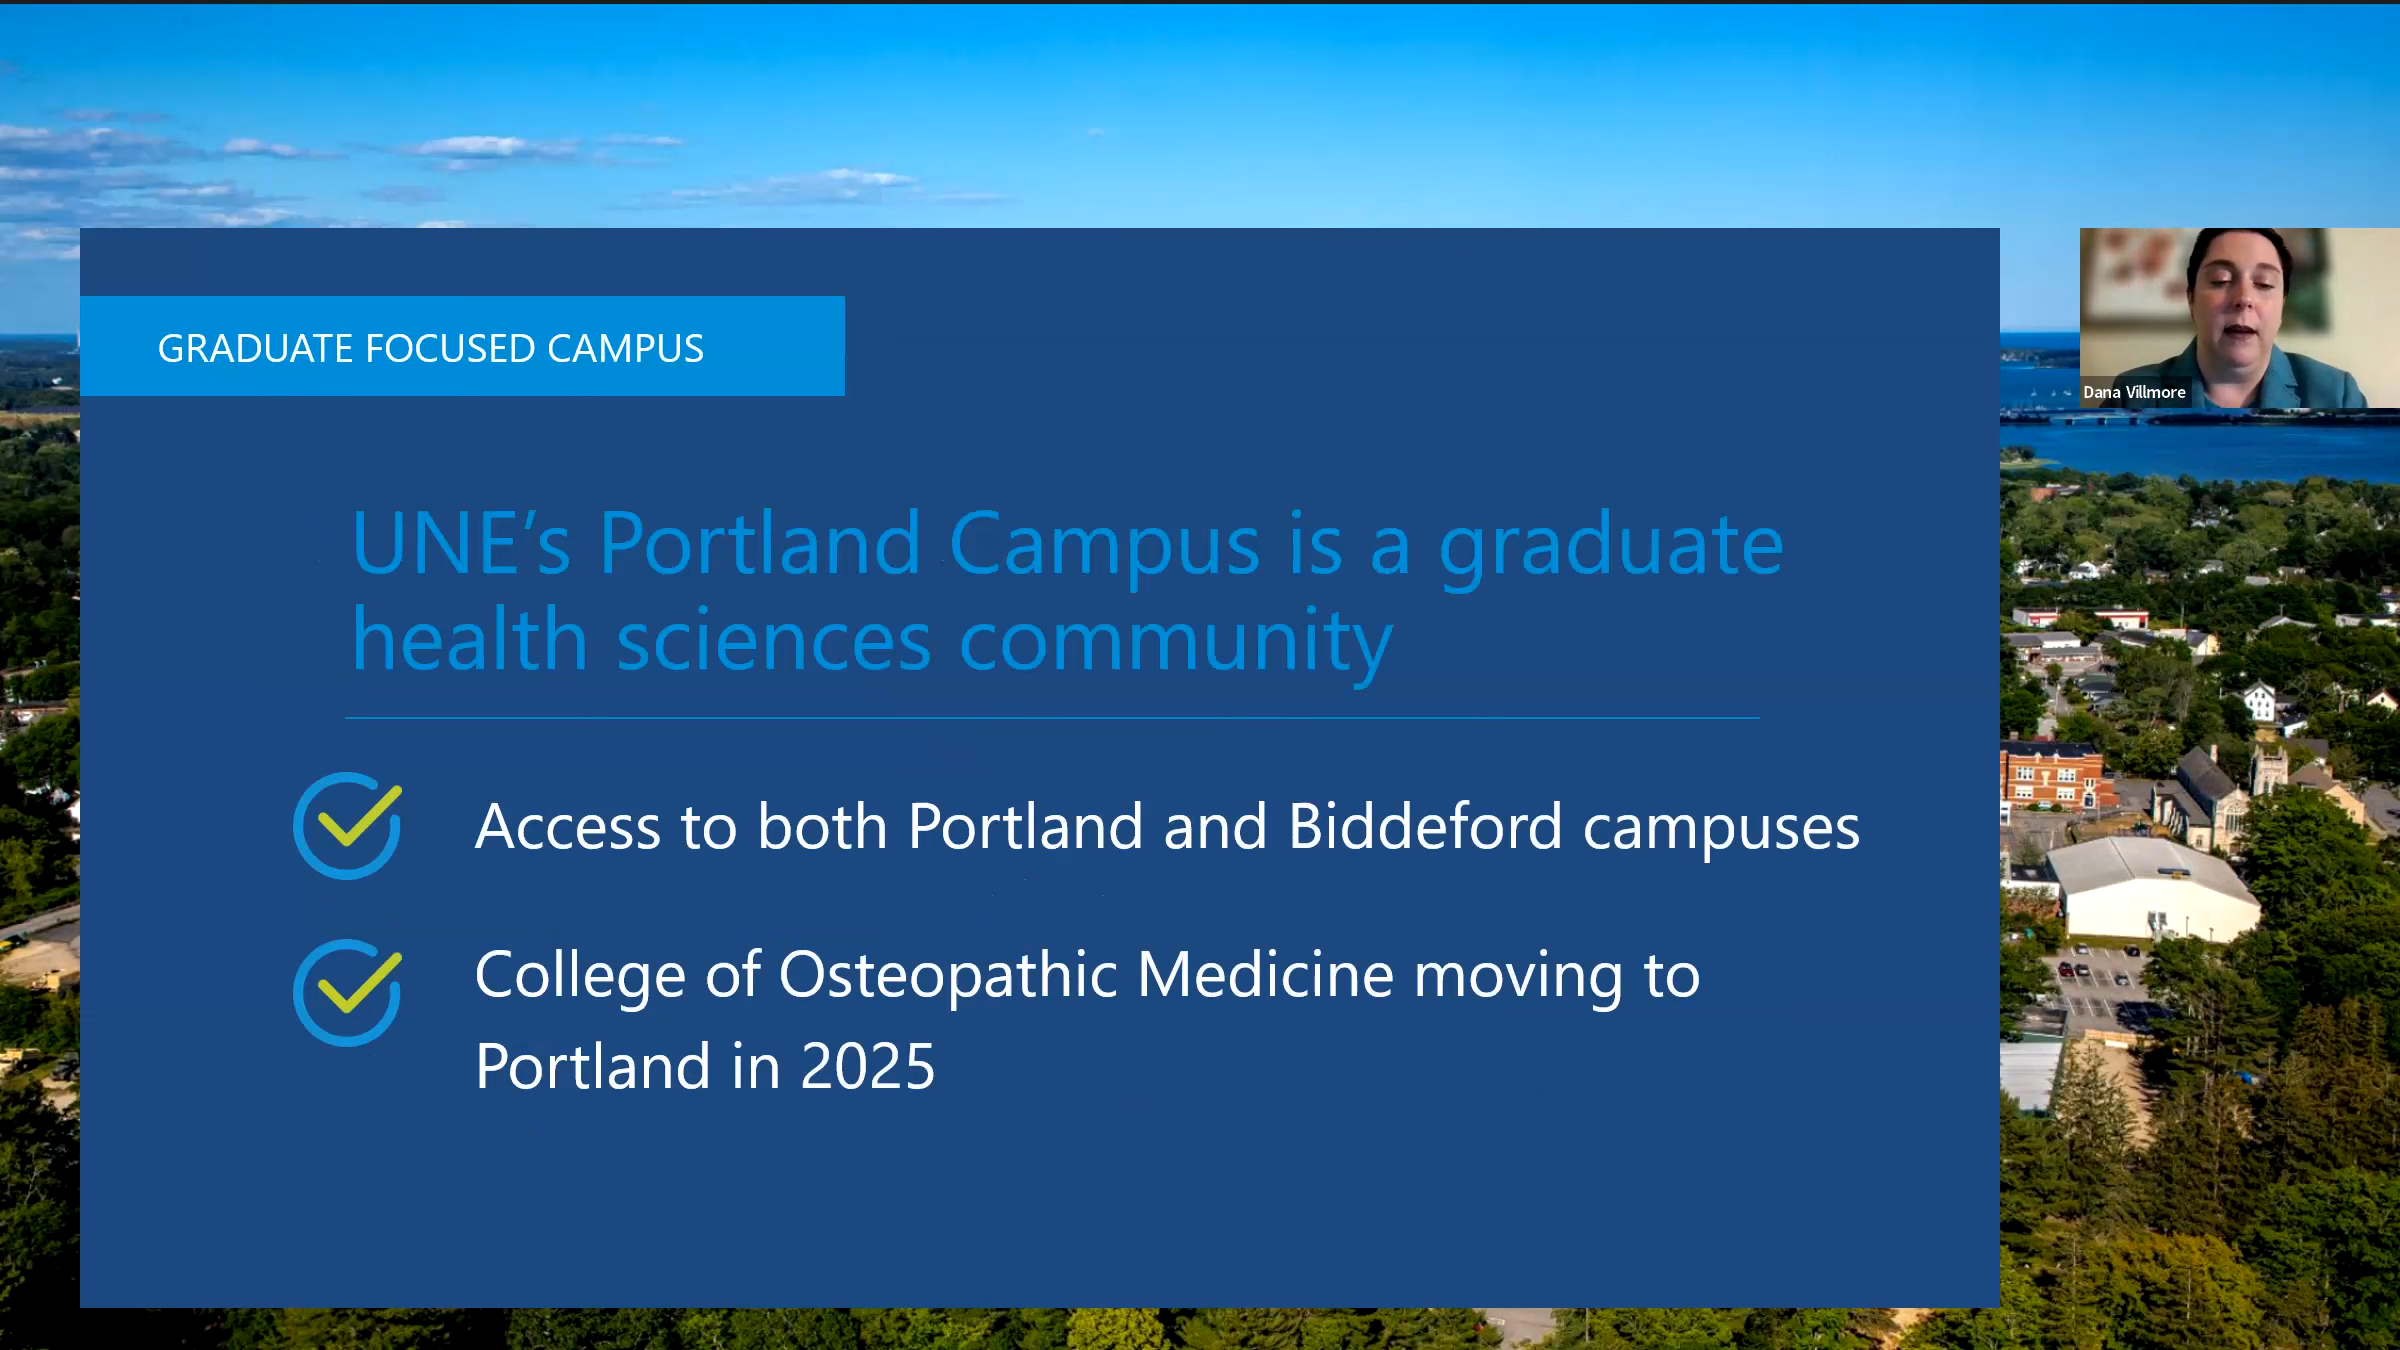 GRADUATE FOCUSED CAMPUS
Dana Villmore
UNE’s Portland Campus is a graduate
health sciences community
Access to both Portland and Biddeford campuses
College of Osteopathic Medicine moving to
Portland in 2025